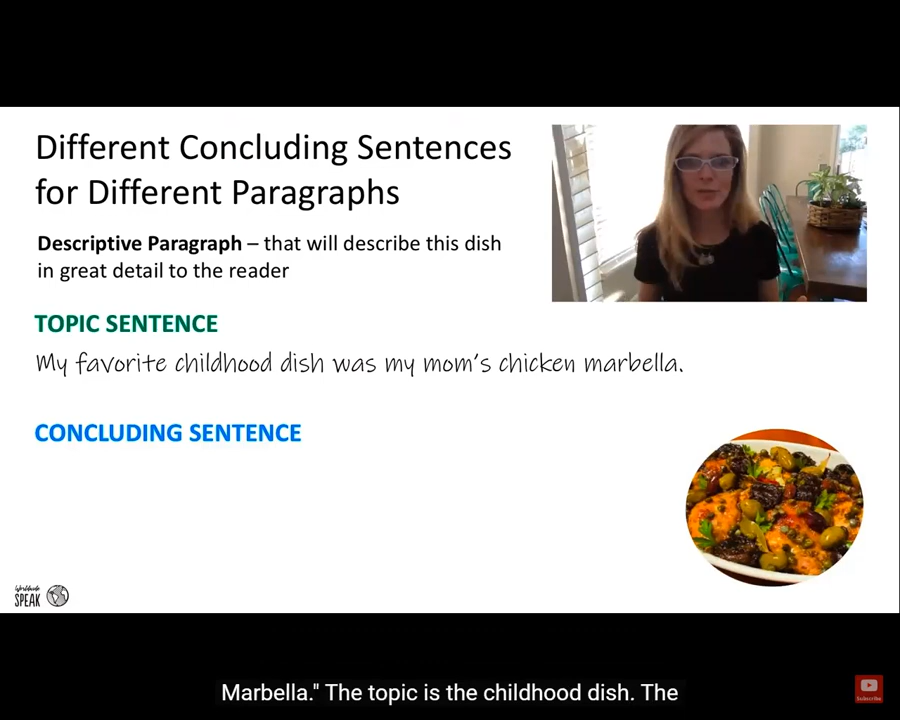 Different Concluding Sentences
for Different Paragraphs
Descriptive Paragraph – that will describe this dish
in great detail to the reader
TOPIC SENTENCE
My favorite childhood dish was my mom's chicken marbella.
CONCLUDING SENTENCE
Worldwide
SPEAK
Marbella." The topic is the childhood dish. The
Subscribe